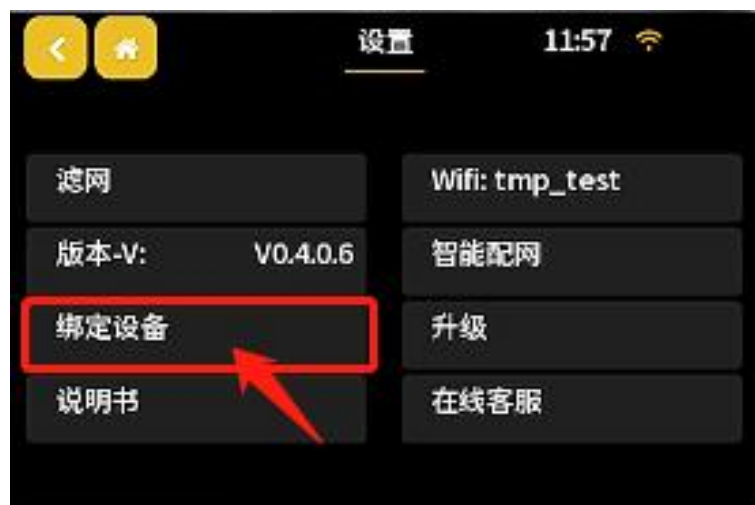 设置 11:57
滤网 Wifi: tmp_test
版本-V: V0.4.0.6 智能配网
绑定设备 升级
说明书 在线客服